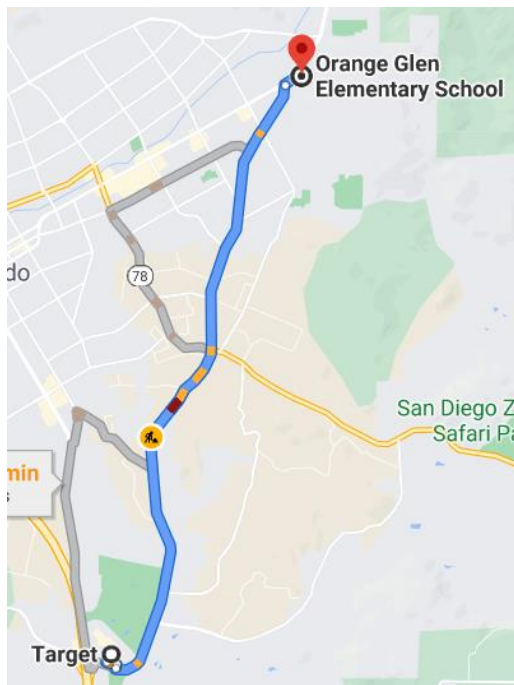 Orange Glen
Elementary School
78
do
San Diego Z
Safari Pa
min
s
Target